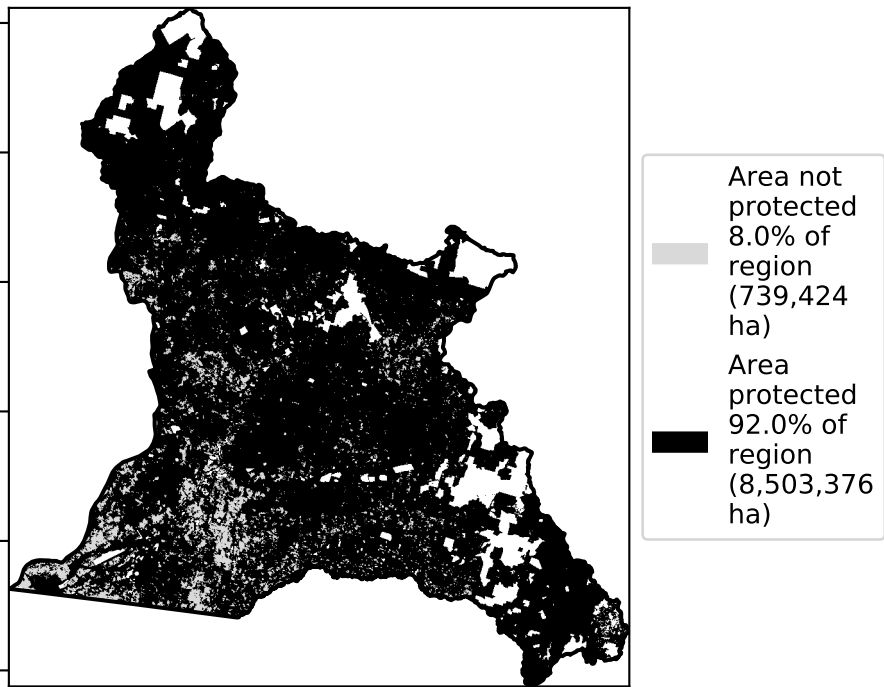 Area not
protected
8.0% of
region
(739,424
ha)
Area
protected
92.0% of
region
(8,503,376
ha)